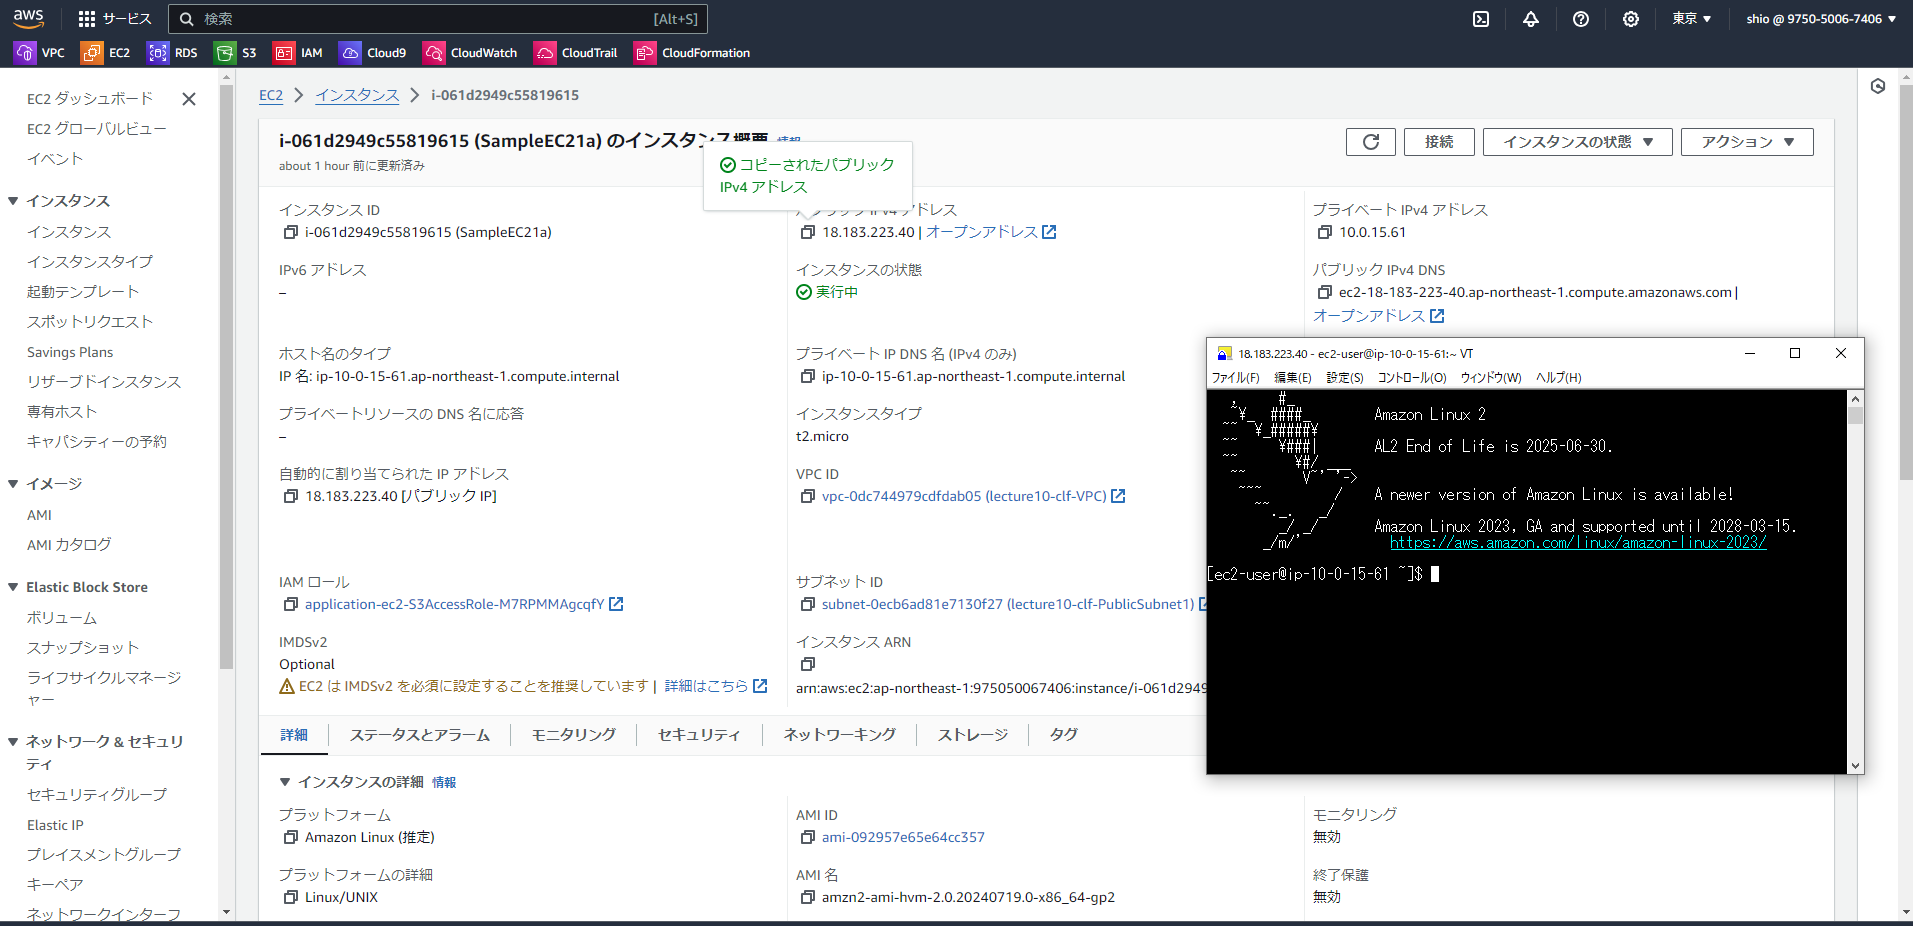 aws
サービス
検索
[Alt+S]
東京 ▼
shio @ 9750-5006-7406 ▼
VPC
EC2
RDS
S3
IAM
Cloud9
CloudWatch
CloudTrail
CloudFormation
EC2 ダッシュボード
EC2 グローバルビュー
イベント
インスタンス
インスタンス
インスタンスタイプ
起動テンプレート
スポットリクエスト
Savings Plans
リザーブドインスタンス
専有ホスト
キャパシティーの予約
イメージ
AMI
AMI カタログ
Elastic Block Store
ボリューム
スナップショット
ライフサイクルマネージ
ャー
ネットワーク & セキュリ
ティ
セキュリティグループ
Elastic IP
プレイスメントグループ
キーペア
ネットワークインターフ
EC2
インスタンス
i-061d2949c55819615
i-061d2949c55819615 (SampleEC21a) のインスタンス概要 情報
about 1 hour 前に更新済み
接続
インスタンスの状態 ▼
アクション ▼
コピーされたパブリック
IPv4 アドレス
インスタンス ID
i-061d2949c55819615 (SampleEC21a)
パブリック IPv4 アドレス
18.183.223.40 | オープンアドレス
プライベート IPv4 アドレス
10.0.15.61
IPv6 アドレス
–
インスタンスの状態
実行中
パブリック IPv4 DNS
ec2-18-183-223-40.ap-northeast-1.compute.amazonaws.com |
オープンアドレス
ホスト名のタイプ
IP 名: ip-10-0-15-61.ap-northeast-1.compute.internal
プライベート IP DNS 名 (IPv4 のみ)
ip-10-0-15-61.ap-northeast-1.compute.internal
プライベートリソースの DNS 名に応答
–
インスタンスタイプ
t2.micro
自動的に割り当てられた IP アドレス
18.183.223.40 [パブリック IP]
VPC ID
vpc-0dc744979cdfdab05 (lecture10-clf-VPC)
IAM ロール
application-ec2-S3AccessRole-M7RPMMAgcqfY
サブネット ID
subnet-0ecb6ad81e7130f27 (lecture10-clf-PublicSubnet1)
IMDSv2
Optional
EC2 は IMDSv2 を必須に設定することを推奨しています | 詳細はこちら
インスタンス ARN
arn:aws:ec2:ap-northeast-1:975050067406:instance/i-061d2949
詳細
ステータスとアラーム
モニタリング
セキュリティ
ネットワーキング
ストレージ
タグ
インスタンスの詳細 情報
プラットフォーム
Amazon Linux (推定)
AMI ID
ami-092957e65e64cc357
モニタリング
無効
プラットフォームの詳細
Linux/UNIX
AMI 名
amzn2-ami-hvm-2.0.20240719.0-x86_64-gp2
終了保護
無効
18.183.223.40 - ec2-user@ip-10-0-15-61:~ VT
ファイル(F) 編集(E) 設定(S) コントロール(O) ウィンドウ(W) ヘルプ(H)
   ,     #_
   ~¥_  ####_        Amazon Linux 2
  ~~  ¥_#####¥
  ~~     ¥###|       AL2 End of Life is 2025-06-30.
  ~~       ¥#/ ___
   ~~       V~' '->
    ~~~         /    A newer version of Amazon Linux is available!
      ~~._.   _/
         _/ _/       Amazon Linux 2023, GA and supported until 2028-03-15.
       _/m/'           https://aws.amazon.com/linux/amazon-linux-2023/
[ec2-user@ip-10-0-15-61 ~]$